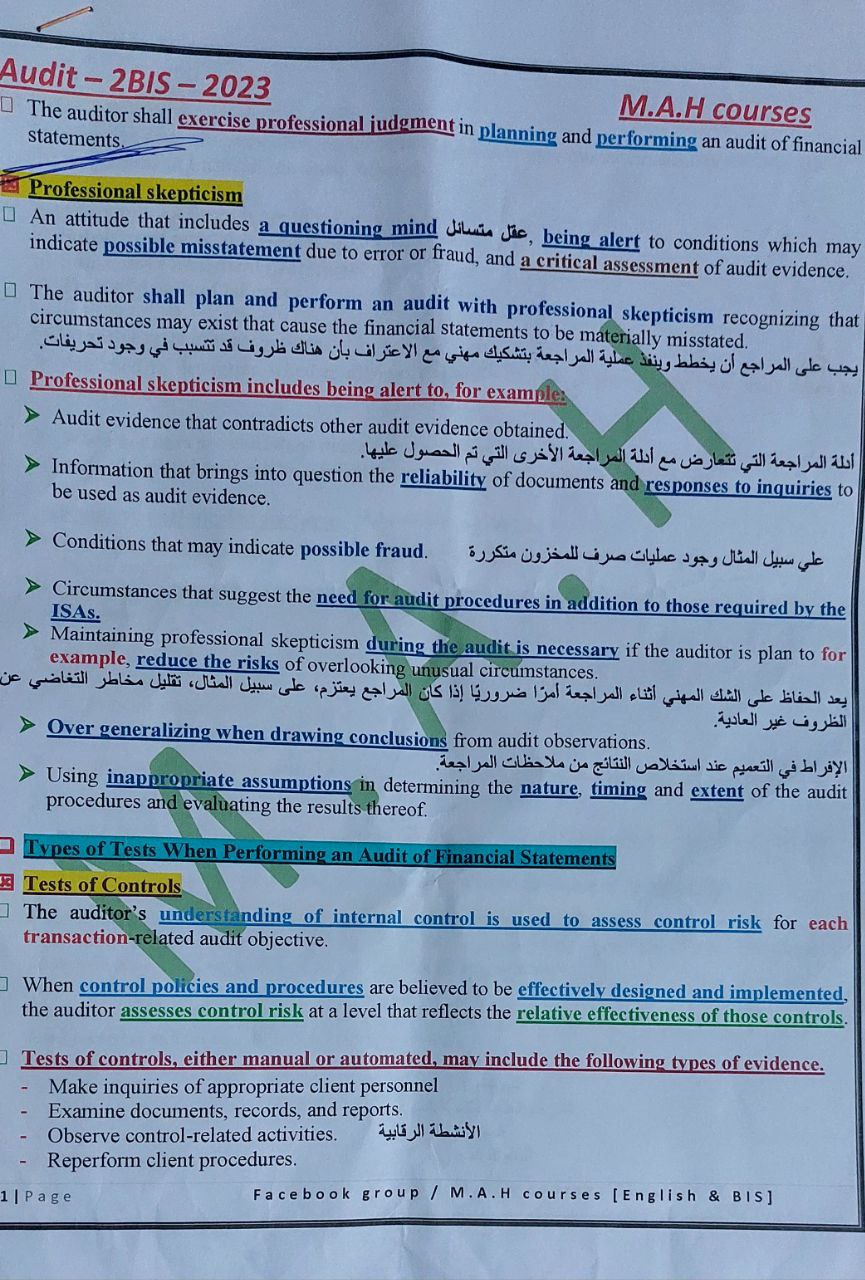 Audit – 2BIS – 2023
M.A.H courses
The auditor shall exercise professional judgment in planning and performing an audit of financial
statements.
Professional skepticism
An attitude that includes a questioning mind عقل متسائل, being alert to conditions which may
indicate possible misstatement due to error or fraud, and a critical assessment of audit evidence.
The auditor shall plan and perform an audit with professional skepticism recognizing that
circumstances may exist that cause the financial statements to be materially misstated.
يجب على المراجع أن يخطط وينفذ عملية المراجعة بتشكيك مهني مع الاعتراف بأن هناك ظروف قد تتسبب في وجود تحريفات.
Professional skepticism includes being alert to, for example:
➤ Audit evidence that contradicts other audit evidence obtained.
أدلة المراجعة التي تتعارض مع أدلة المراجعة الأخرى التي تم الحصول عليها.
➤ Information that brings into question the reliability of documents and responses to inquiries to
be used as audit evidence.
➤ Conditions that may indicate possible fraud. علي سبيل المثال وجود عمليات صرف للمخزون متكررة
➤ Circumstances that suggest the need for audit procedures in addition to those required by the
ISAs.
➤ Maintaining professional skepticism during the audit is necessary if the auditor is plan to for
example, reduce the risks of overlooking unusual circumstances.
يعد الحفاظ على الشك المهني أثناء المراجعة أمرًا ضروريًا إذا كان المراجع يعتزم، على سبيل المثال، تقليل مخاطر التغاضي عن
الظروف غير العادية.
➤ Over generalizing when drawing conclusions from audit observations.
الإفراط في التعميم عند استخلاص النتائج من ملاحظات المراجعة.
➤ Using inappropriate assumptions in determining the nature, timing and extent of the audit
procedures and evaluating the results thereof.
Types of Tests When Performing an Audit of Financial Statements
Tests of Controls
The auditor's understanding of internal control is used to assess control risk for each
transaction-related audit objective.
When control policies and procedures are believed to be effectively designed and implemented,
the auditor assesses control risk at a level that reflects the relative effectiveness of those controls.
Tests of controls, either manual or automated, may include the following types of evidence.
- Make inquiries of appropriate client personnel
- Examine documents, records, and reports.
- Observe control-related activities. الأنشطة الرقابية
- Reperform client procedures.
1 | Page Facebook group / M.A.H courses [English & BIS]
M.A.H